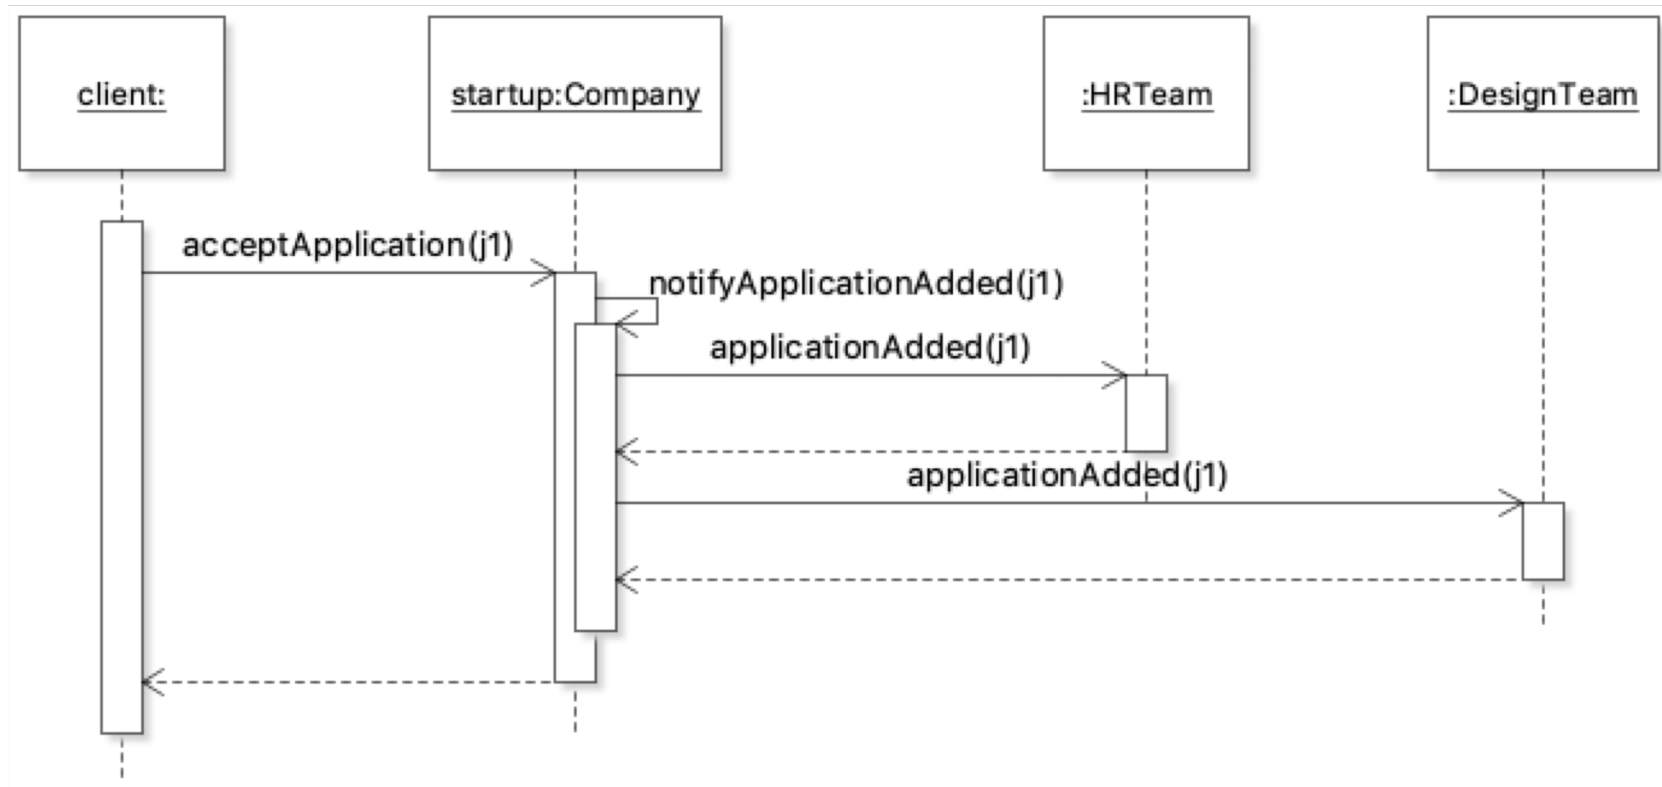 client:
startup:Company
:HRTeam
:DesignTeam
acceptApplication(j1)
notifyApplicationAdded(j1)
applicationAdded(j1)
applicationAdded(j1)